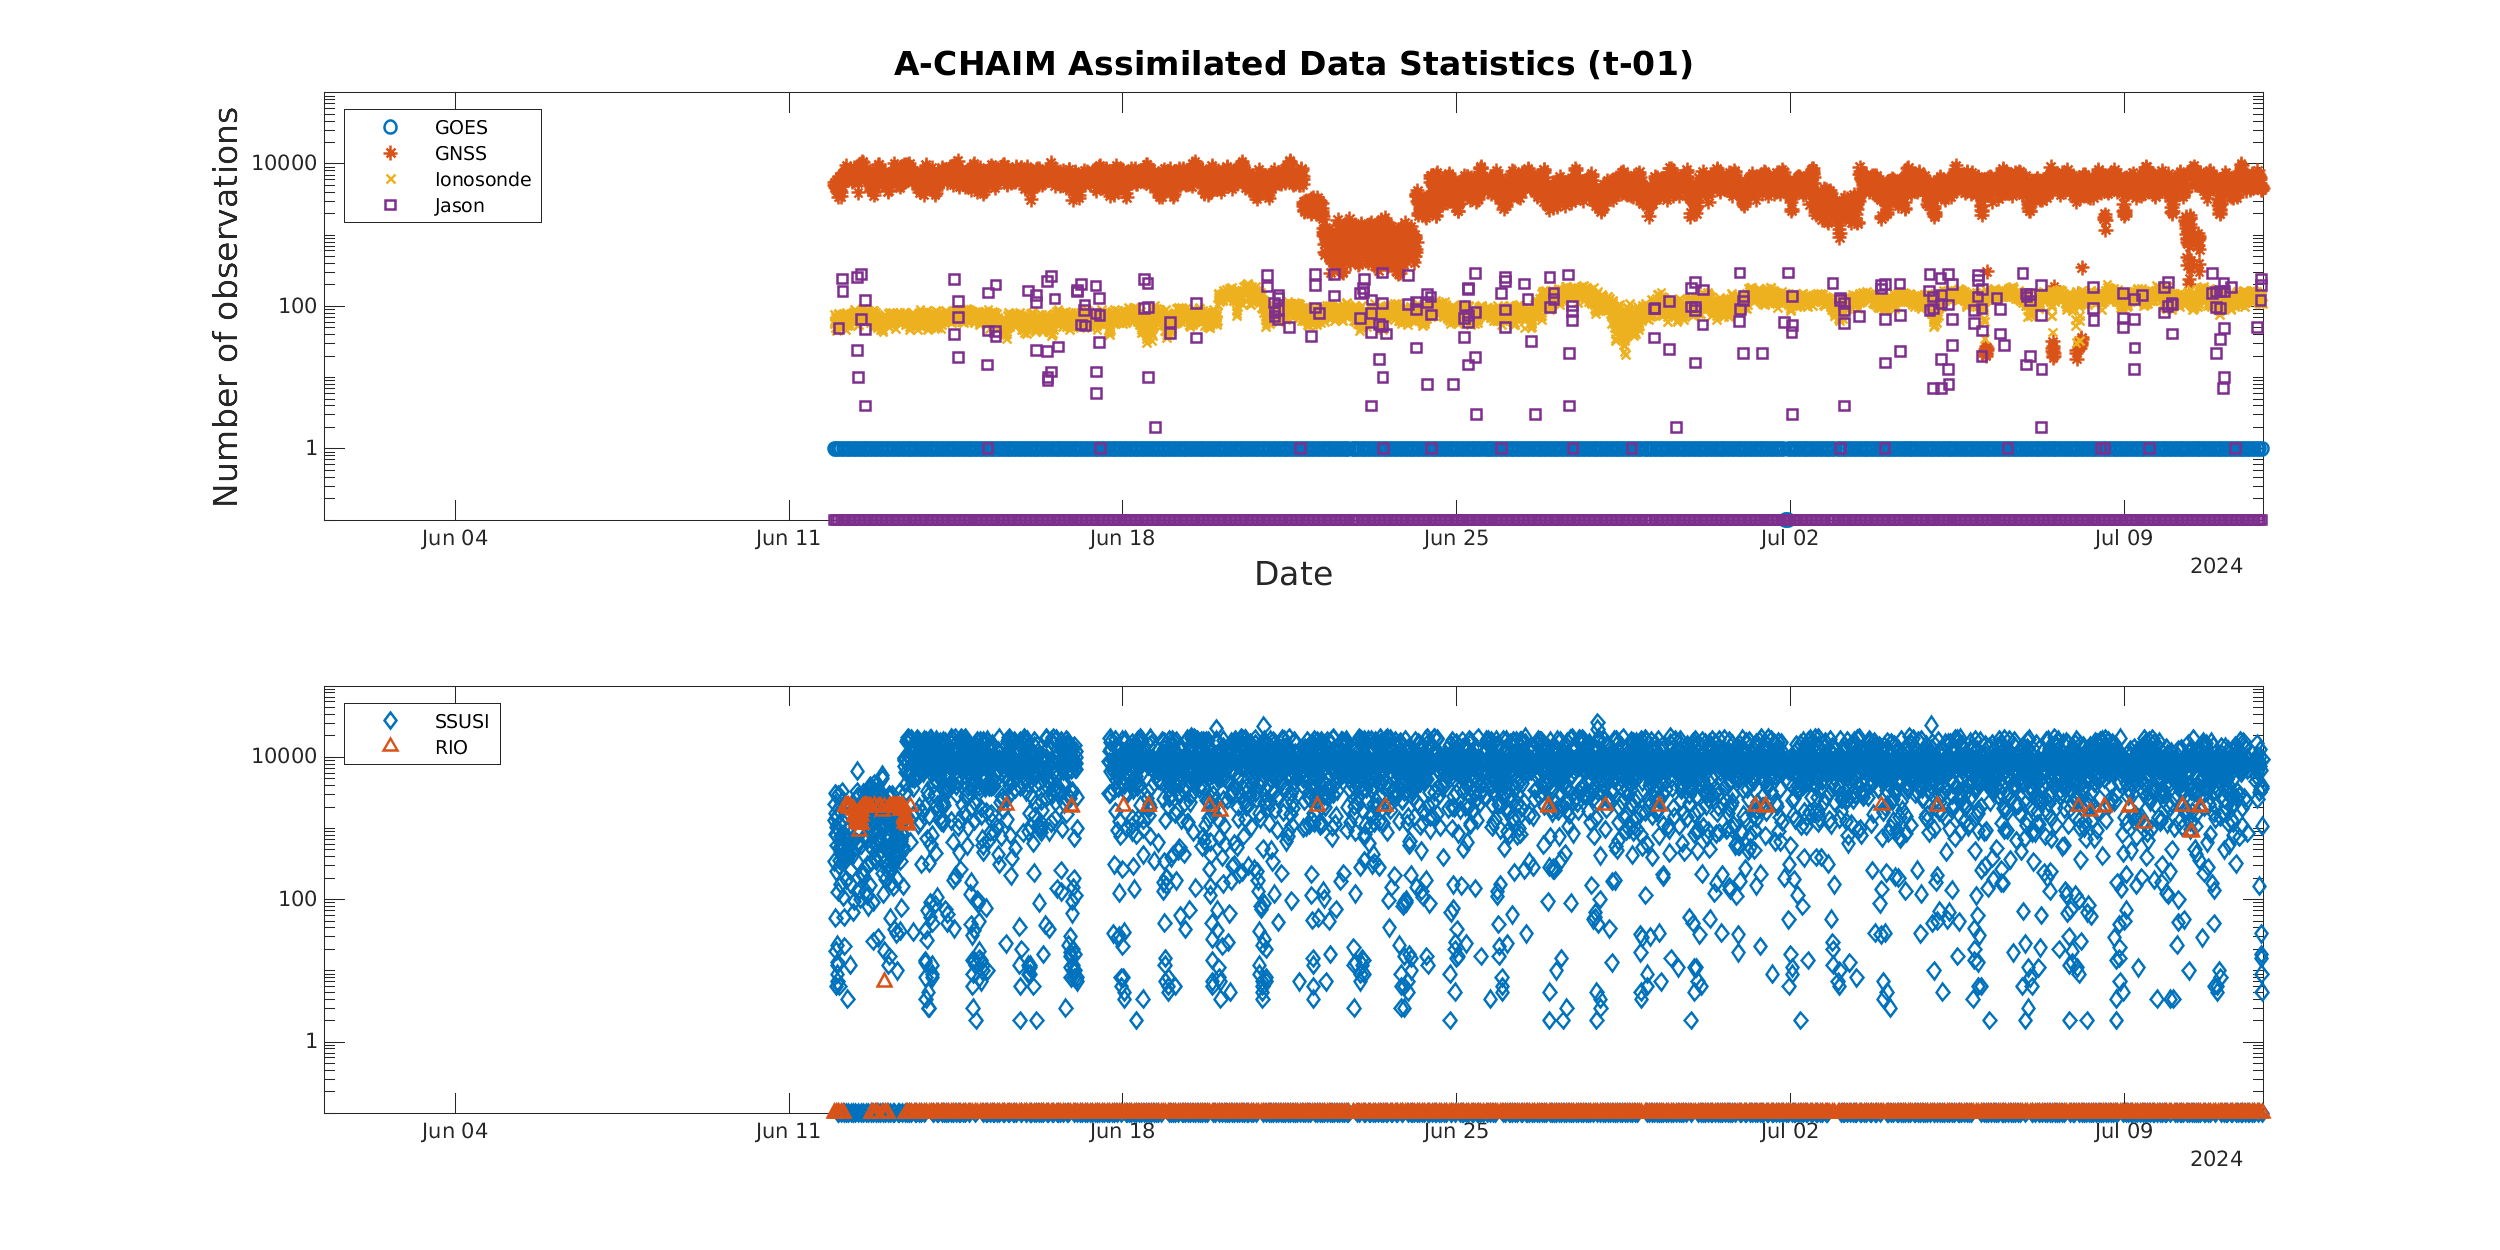 A-CHAIM Assimilated Data Statistics (t-01)
Number of observations
GOES
GNSS
Ionosonde
Jason
10000
100
1
Jun 04
Jun 11
Jun 18
Jun 25
Jul 02
Jul 09
2024
Date
SSUSI
RIO
10000
100
1
Jun 04
Jun 11
Jun 18
Jun 25
Jul 02
Jul 09
2024